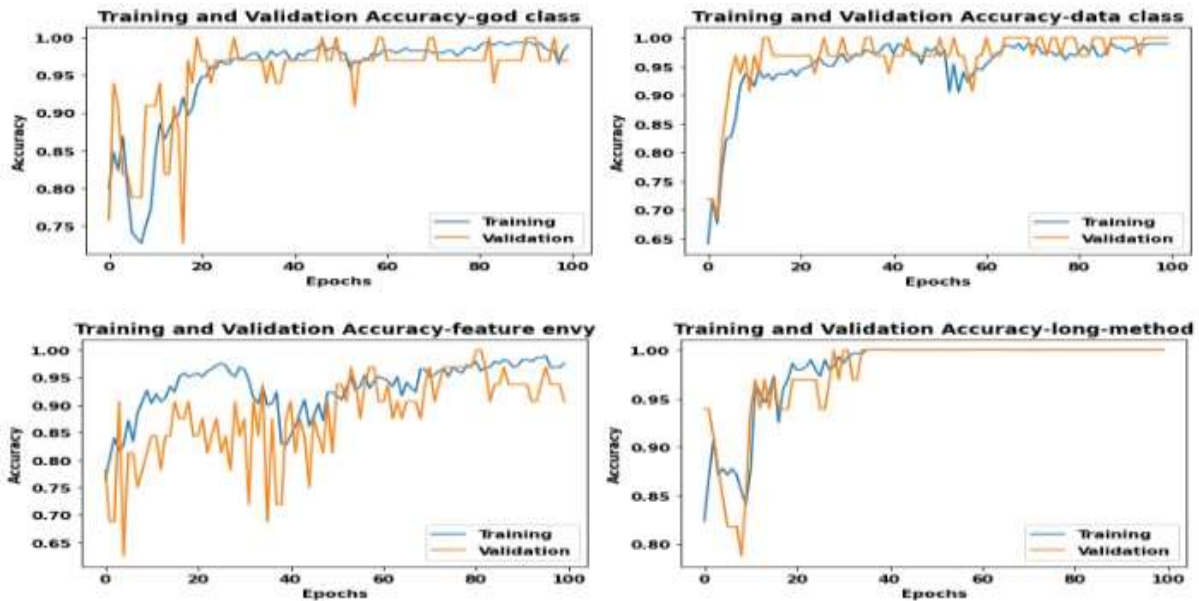 Training and Validation Accuracy-god class
1.00
0.95
0.90
0.85
0.80
0.75
Accuracy
Training
Validation
0 20 40 60 80 100
Epochs
Training and Validation Accuracy-data class
1.00
0.95
0.90
0.85
0.80
0.75
0.70
0.65
Accuracy
Training
Validation
0 20 40 60 80 100
Epochs
Training and Validation Accuracy-feature envy
1.00
0.95
0.90
0.85
0.80
0.75
0.70
0.65
Accuracy
Training
Validation
0 20 40 60 80 100
Epochs
Training and Validation Accuracy-long-method
1.00
0.95
0.90
0.85
0.80
Accuracy
Training
Validation
0 20 40 60 80 100
Epochs